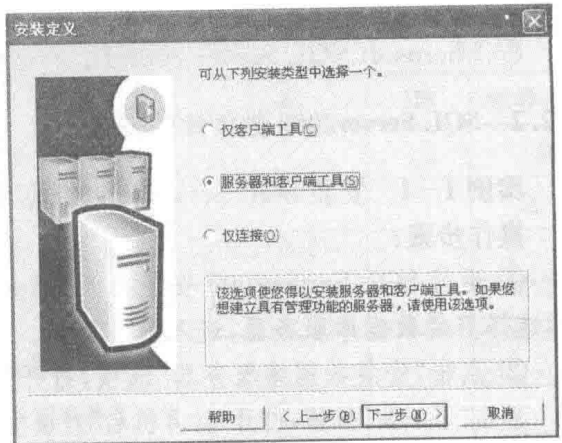 安装定义
可从下列安装类型中选择一个。
仅客户端工具(C)
服务器和客户端工具(S)
仅连接(O)
该选项使您得以安装服务器和客户端工具。如果您
想建立具有管理功能的服务器，请使用该选项。
帮助
< 上一步(B)
下一步(N) >
取消